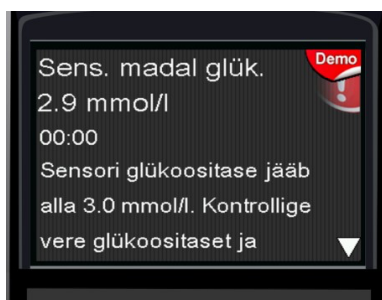 Demo
Sens. madal glük.
2.9 mmol/l
00:00
Sensori glükoositase jääb
alla 3.0 mmol/l. Kontrollige
vere glükoositaset ja